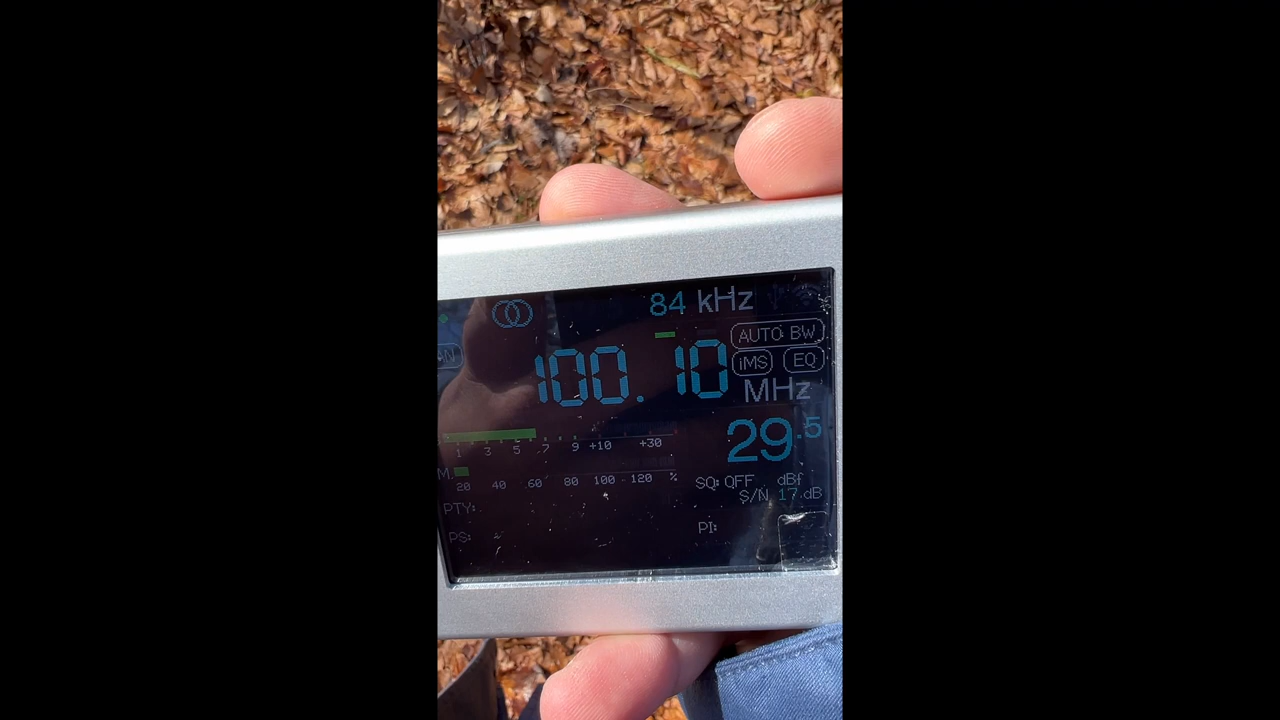 84 kHz
AUTO BW
100.10
iMS EQ
MHz
29.5
1 3 5 7 9 +10 +30
M.
20 40 60 80 100 120 %
SQ: OFF dBf
S/N 17.dB
PTY:
PI:
PS: